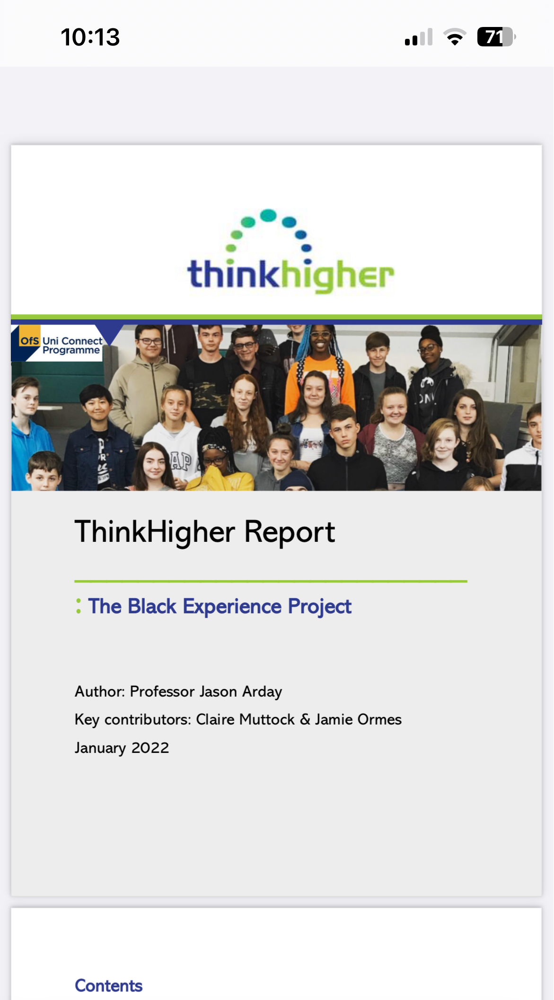 10:13
71
thinkhigher
OfS Uni Connect
Programme
AP
ThinkHigher Report
: The Black Experience Project
Author: Professor Jason Arday
Key contributors: Claire Muttock & Jamie Ormes
January 2022
Contents